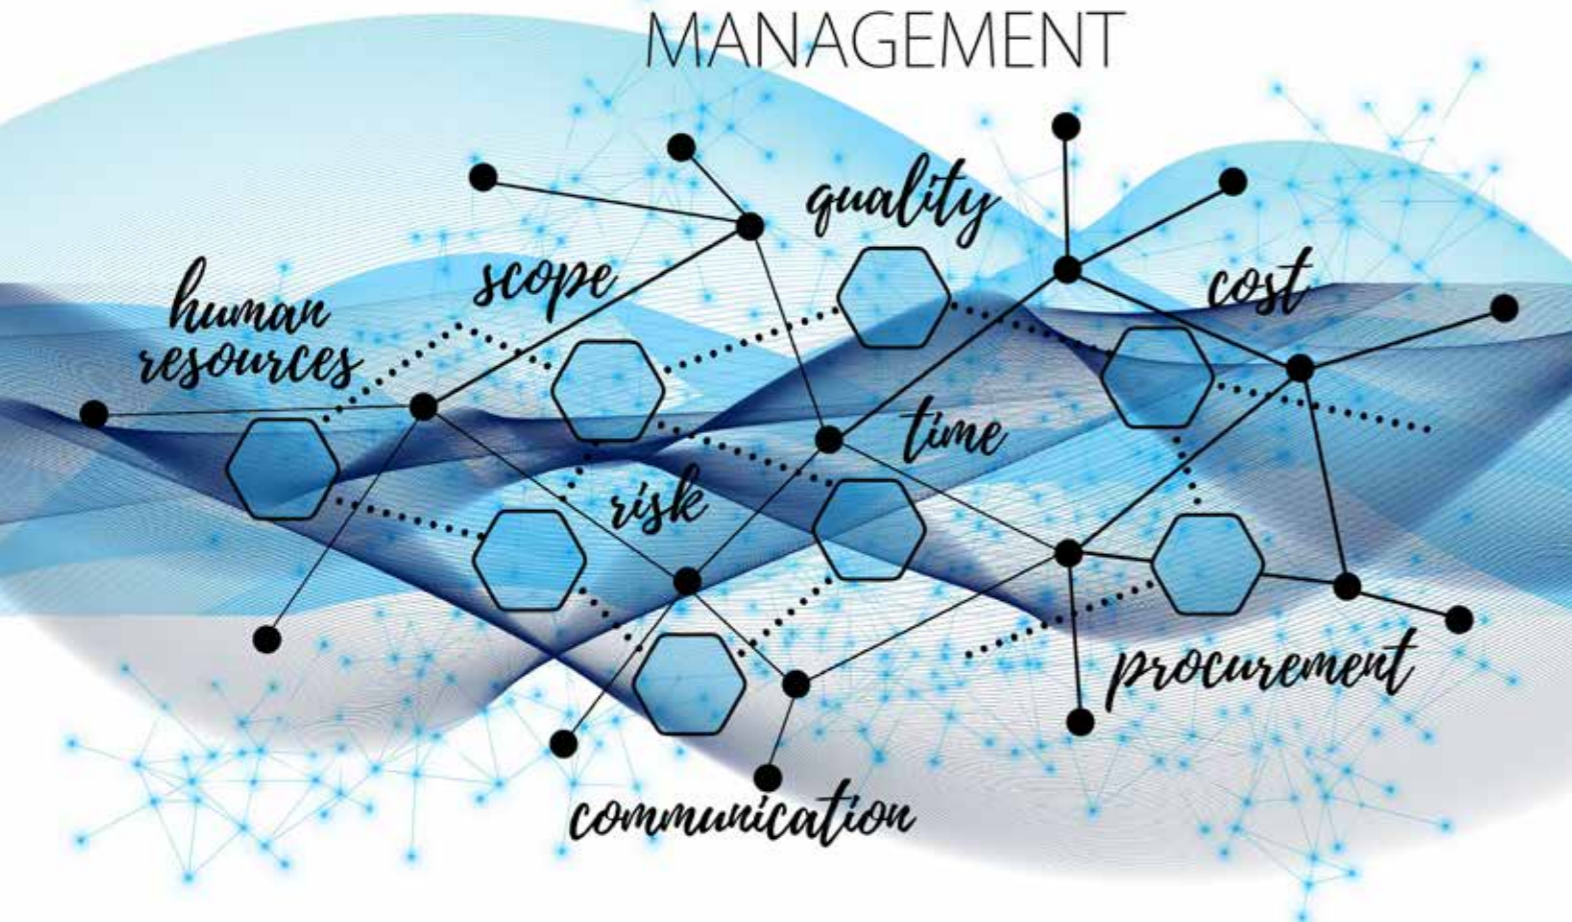 MANAGEMENT
quality
scope
cost
human
resources
time
risk
procurement
communication